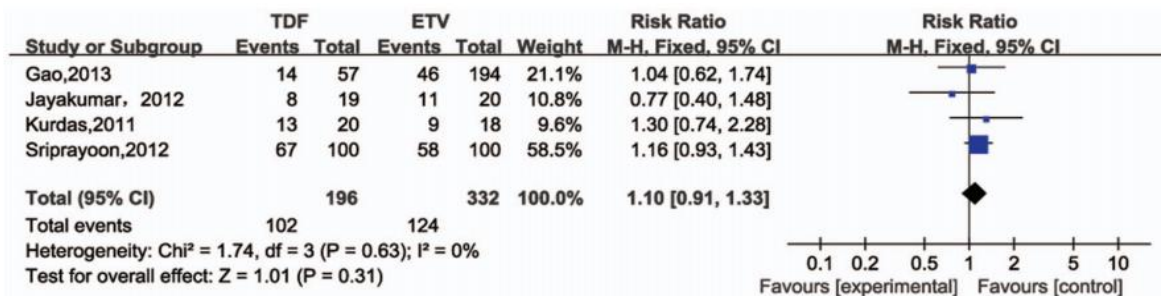 TDF ETV Risk Ratio Risk Ratio
Study or Subgroup Events Total Events Total Weight M-H, Fixed, 95% CI M-H, Fixed, 95% CI
Gao,2013 14 57 46 194 21.1% 1.04 [0.62, 1.74]
Jayakumar，2012 8 19 11 20 10.8% 0.77 [0.40, 1.48]
Kurdas,2011 13 20 9 18 9.6% 1.30 [0.74, 2.28]
Sriprayoon,2012 67 100 58 100 58.5% 1.16 [0.93, 1.43]
Total (95% CI) 196 332 100.0% 1.10 [0.91, 1.33]
Total events 102 124
Heterogeneity: Chi² = 1.74, df = 3 (P = 0.63); I² = 0%
Test for overall effect: Z = 1.01 (P = 0.31)
0.1 0.2 0.5 1 2 5 10
Favours [experimental] Favours [control]